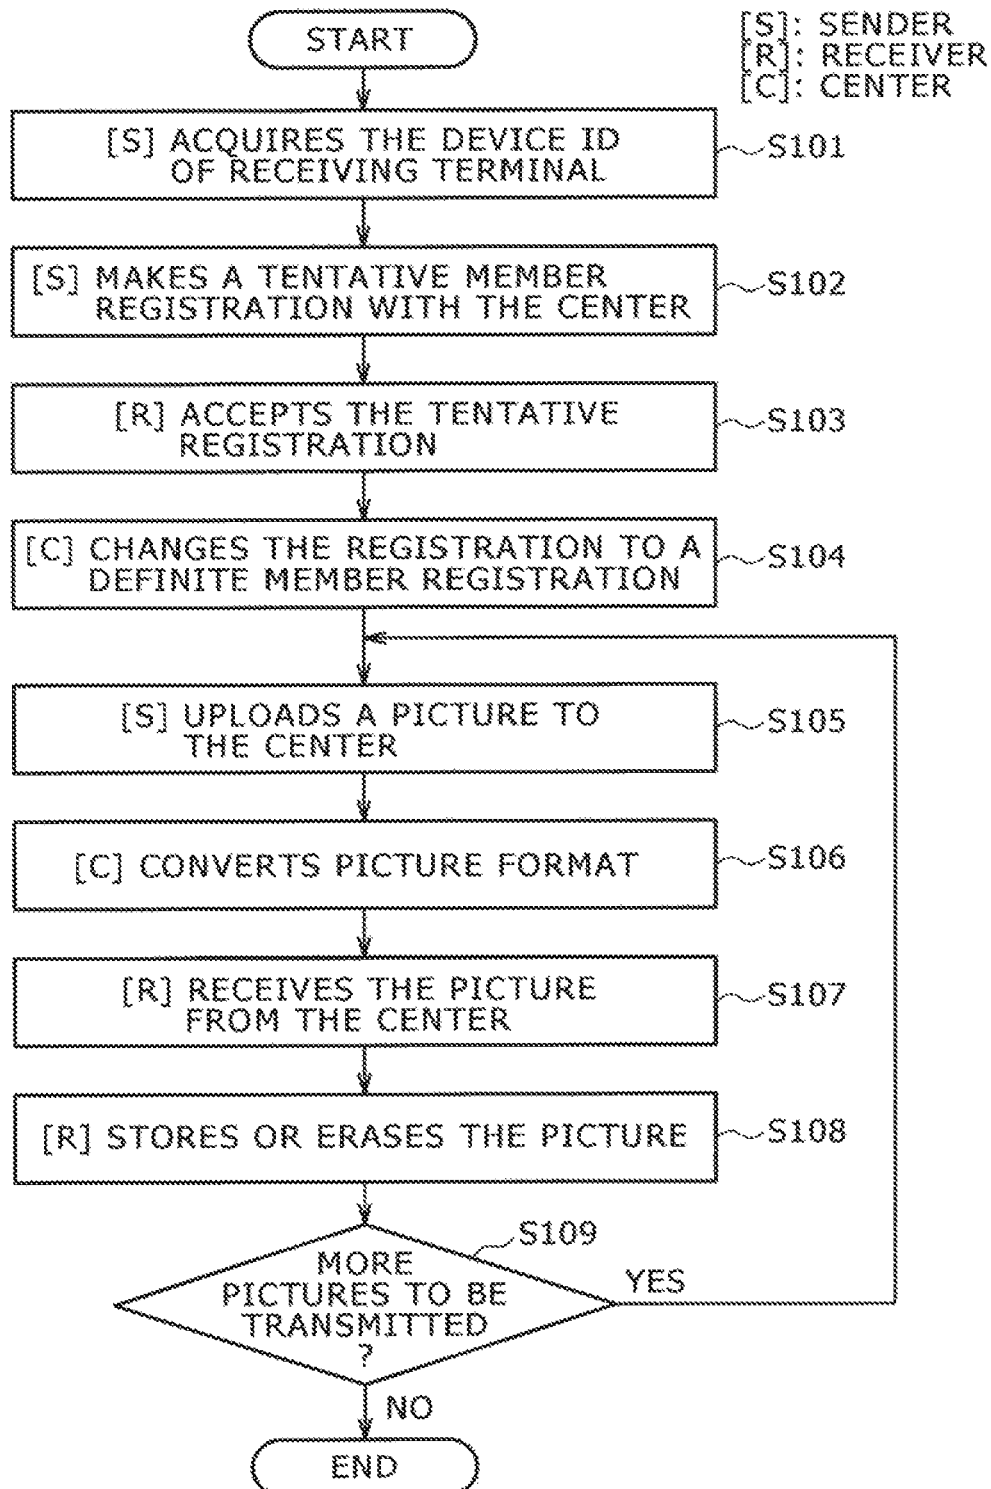 START
[S]: SENDER
[R]: RECEIVER
[C]: CENTER
[S] ACQUIRES THE DEVICE ID
OF RECEIVING TERMINAL
S101
[S] MAKES A TENTATIVE MEMBER
REGISTRATION WITH THE CENTER
S102
[R] ACCEPTS THE TENTATIVE
REGISTRATION
S103
[C] CHANGES THE REGISTRATION TO A
DEFINITE MEMBER REGISTRATION
S104
[S] UPLOADS A PICTURE TO
THE CENTER
S105
[C] CONVERTS PICTURE FORMAT
S106
[R] RECEIVES THE PICTURE
FROM THE CENTER
S107
[R] STORES OR ERASES THE PICTURE
S108
S109
MORE
PICTURES TO BE
TRANSMITTED
?
YES
NO
END